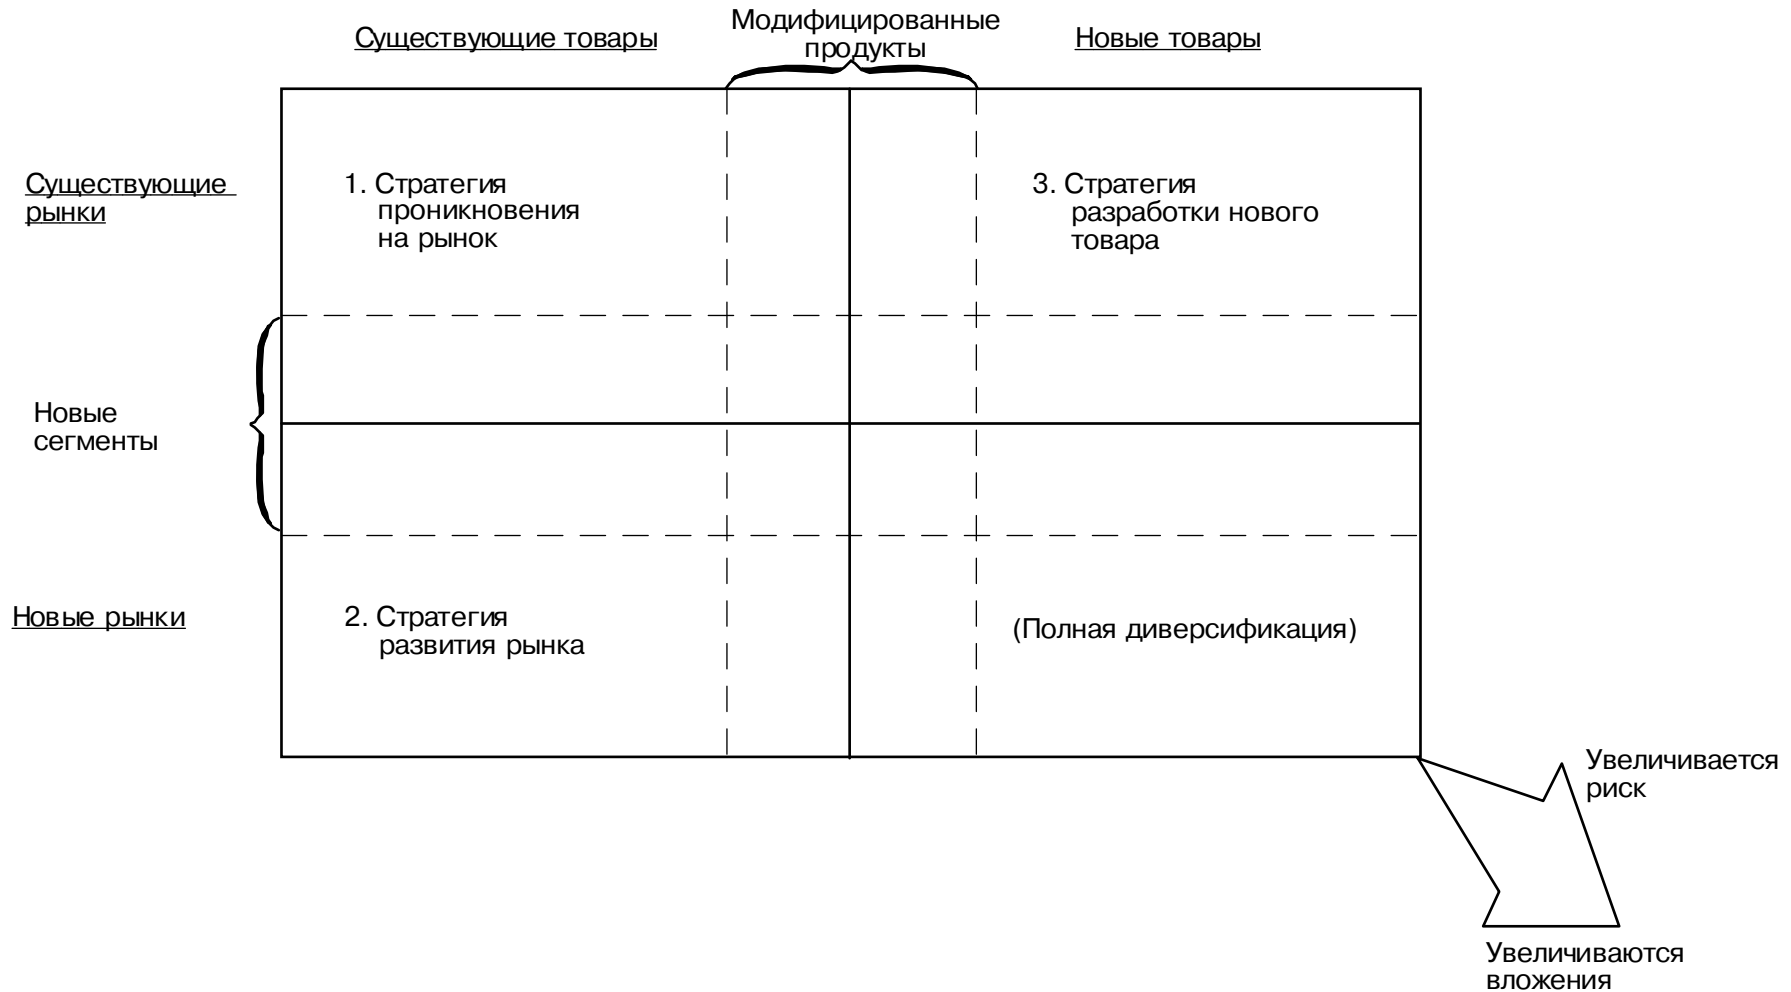 Модифицированные
продукты
Существующие товары
Новые товары
Существующие
рынки
1. Стратегия
проникновения
на рынок
3. Стратегия
разработки нового
товара
Новые
сегменты
Новые рынки
2. Стратегия
развития рынка
(Полная диверсификация)
Увеличивается
риск
Увеличиваются
вложения